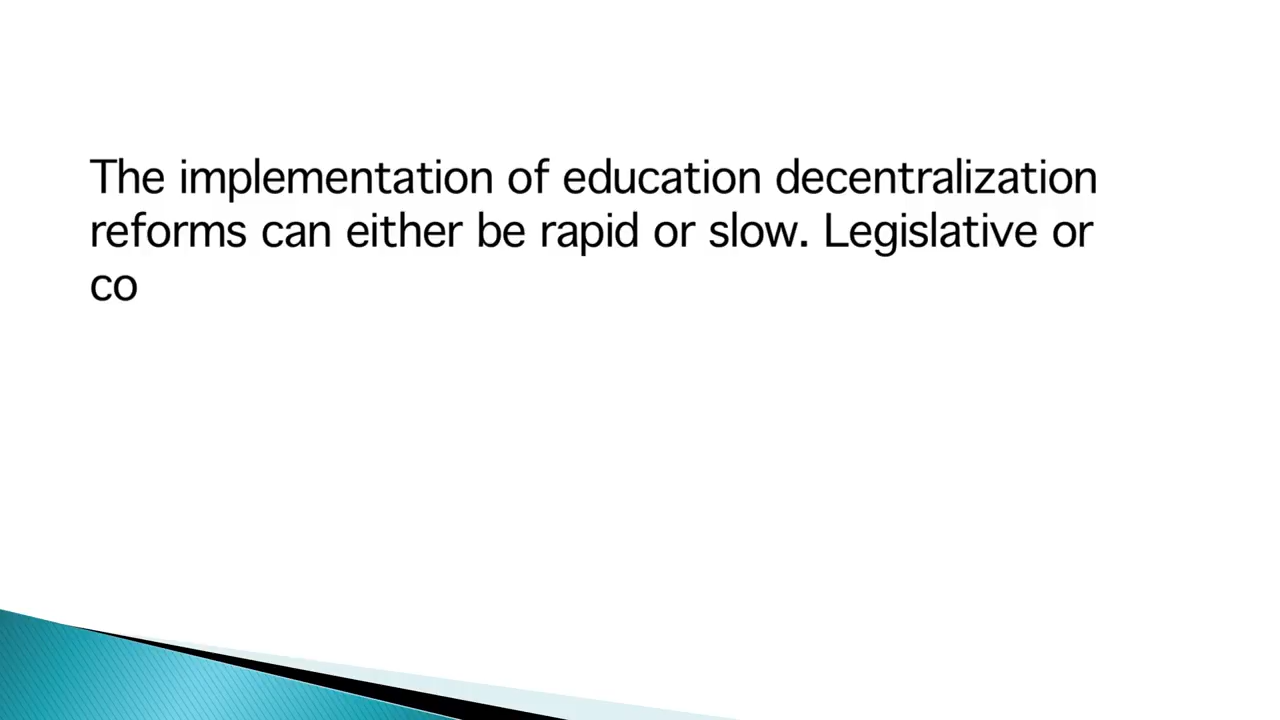 The implementation of education decentralization
reforms can either be rapid or slow. Legislative or
co